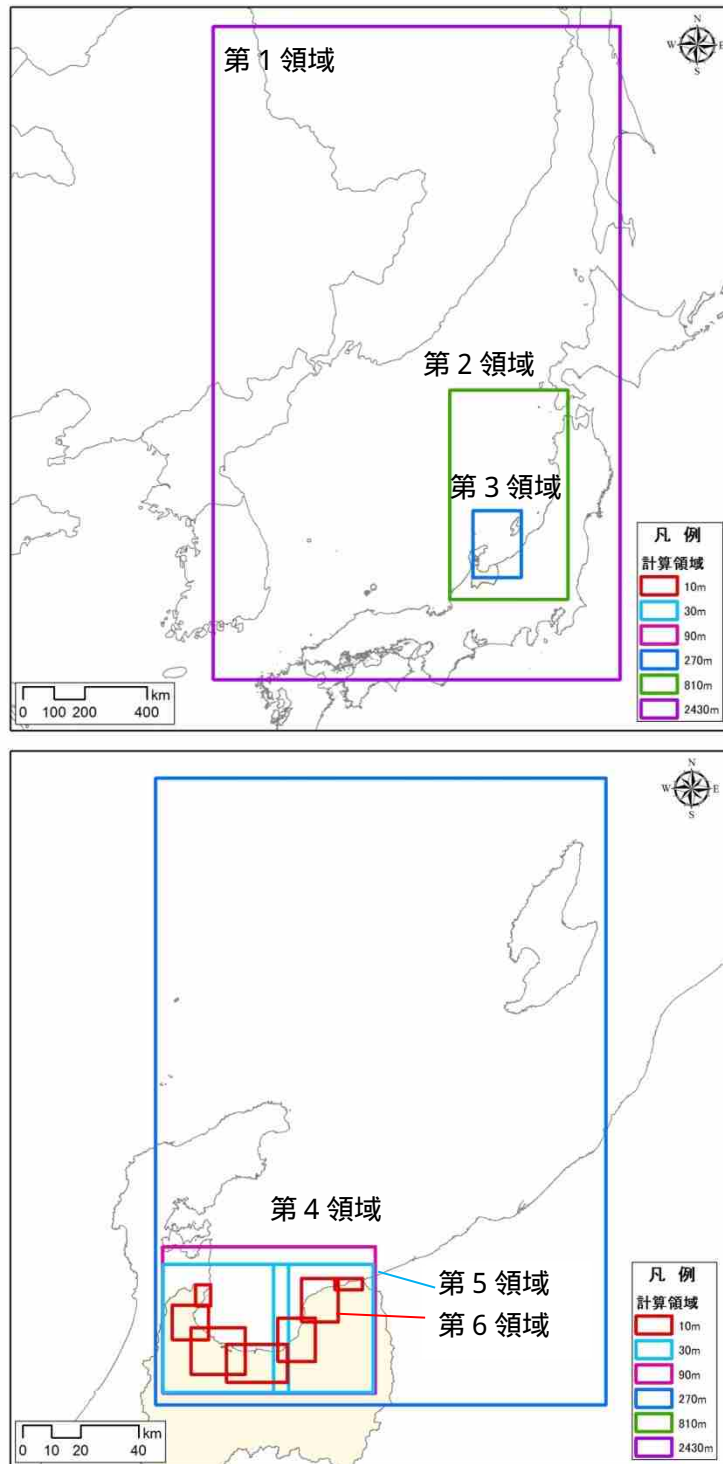 第 1 領域
N
W E
S
第 2 領域
第 3 領域
凡 例
計算領域
10m
30m
90m
270m
810m
2430m
km
0 100 200 400
N
W E
S
第 4 領域
第 5 領域
第 6 領域
凡 例
計算領域
10m
30m
90m
270m
810m
2430m
km
0 10 20 40